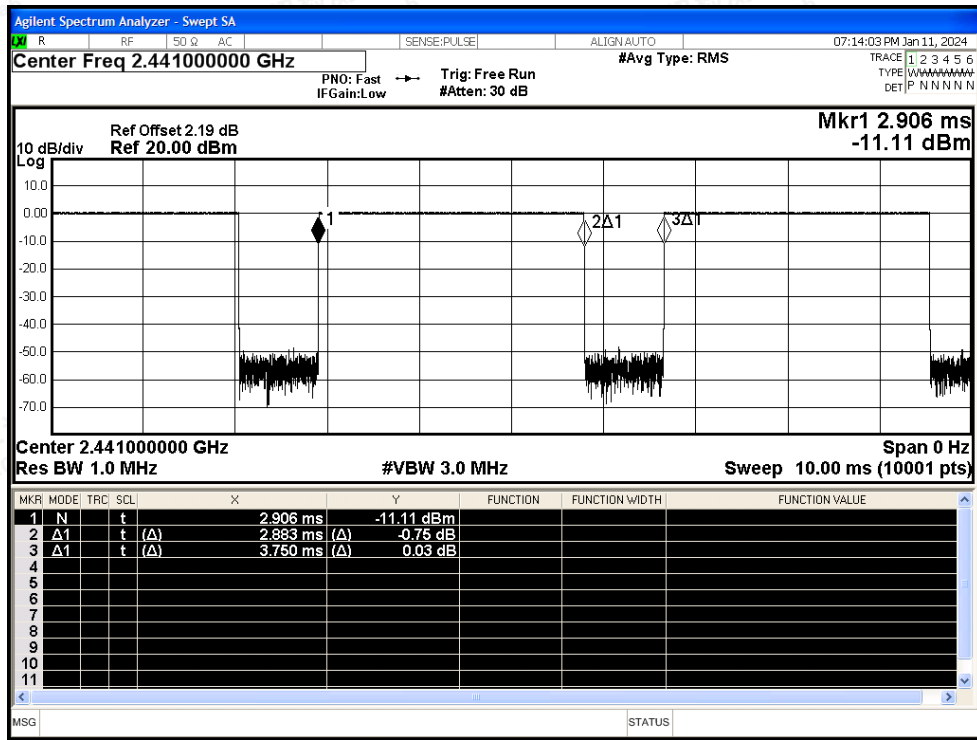 Agilent Spectrum Analyzer - Swept SA
LXI R RF 50 Ω AC SENSE:PULSE ALIGN AUTO 07:14:03 PM Jan 11, 2024
Center Freq 2.441000000 GHz #Avg Type: RMS TRACE 1 2 3 4 5 6
PNO: Fast Trig: Free Run TYPE WWWWWW
IFGain:Low #Atten: 30 dB DET P N N N N N
Mkr1 2.906 ms
Ref Offset 2.19 dB
10 dB/div Ref 20.00 dBm -11.11 dBm
Log
10.0
0.00
1 2Δ1 3Δ1
-10.0
-20.0
-30.0
-40.0
-50.0
-60.0
-70.0
Center 2.441000000 GHz Span 0 Hz
Res BW 1.0 MHz #VBW 3.0 MHz Sweep 10.00 ms (10001 pts)
MKR MODE TRC SCL X Y FUNCTION FUNCTION WIDTH FUNCTION VALUE
1 N t 2.906 ms -11.11 dBm
2 Δ1 t (Δ) 2.883 ms (Δ) -0.75 dB
3 Δ1 t (Δ) 3.750 ms (Δ) 0.03 dB
4
5
6
7
8
9
10
11
MSG STATUS